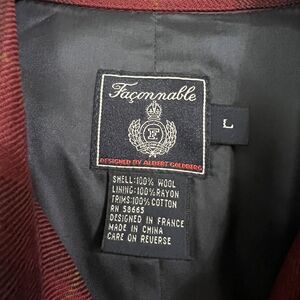 Façonnable
F
DESIGNED BY ALBERT GOLDBERG
L
SHELL:100% WOOL
LINING:100% RAYON
TRIMS:100% COTTON
RN 58665
DESIGNED IN FRANCE
MADE IN CHINA
CARE ON REVERSE